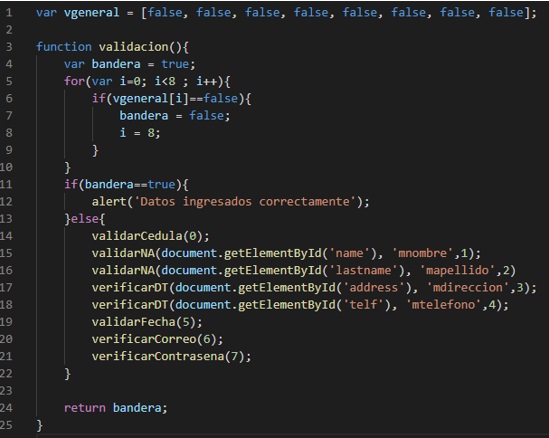 1 var vgeneral = [false, false, false, false, false, false, false, false];
2
3 function validacion(){
4     var bandera = true;
5     for(var i=0; i<8 ; i++){
6         if(vgeneral[i]==false){
7             bandera = false;
8             i = 8;
9         }
10     }
11     if(bandera==true){
12         alert('Datos ingresados correctamente');
13     }else{
14         validarCedula(0);
15         validarNA(document.getElementById('name'), 'mnombre',1);
16         validarNA(document.getElementById('lastname'), 'mapellido',2)
17         verificarDT(document.getElementById('address'), 'mdireccion',3);
18         verificarDT(document.getElementById('telf'), 'mtelefono',4);
19         validarFecha(5);
20         verificarCorreo(6);
21         verificarContrasena(7);
22     }
23
24     return bandera;
25 }